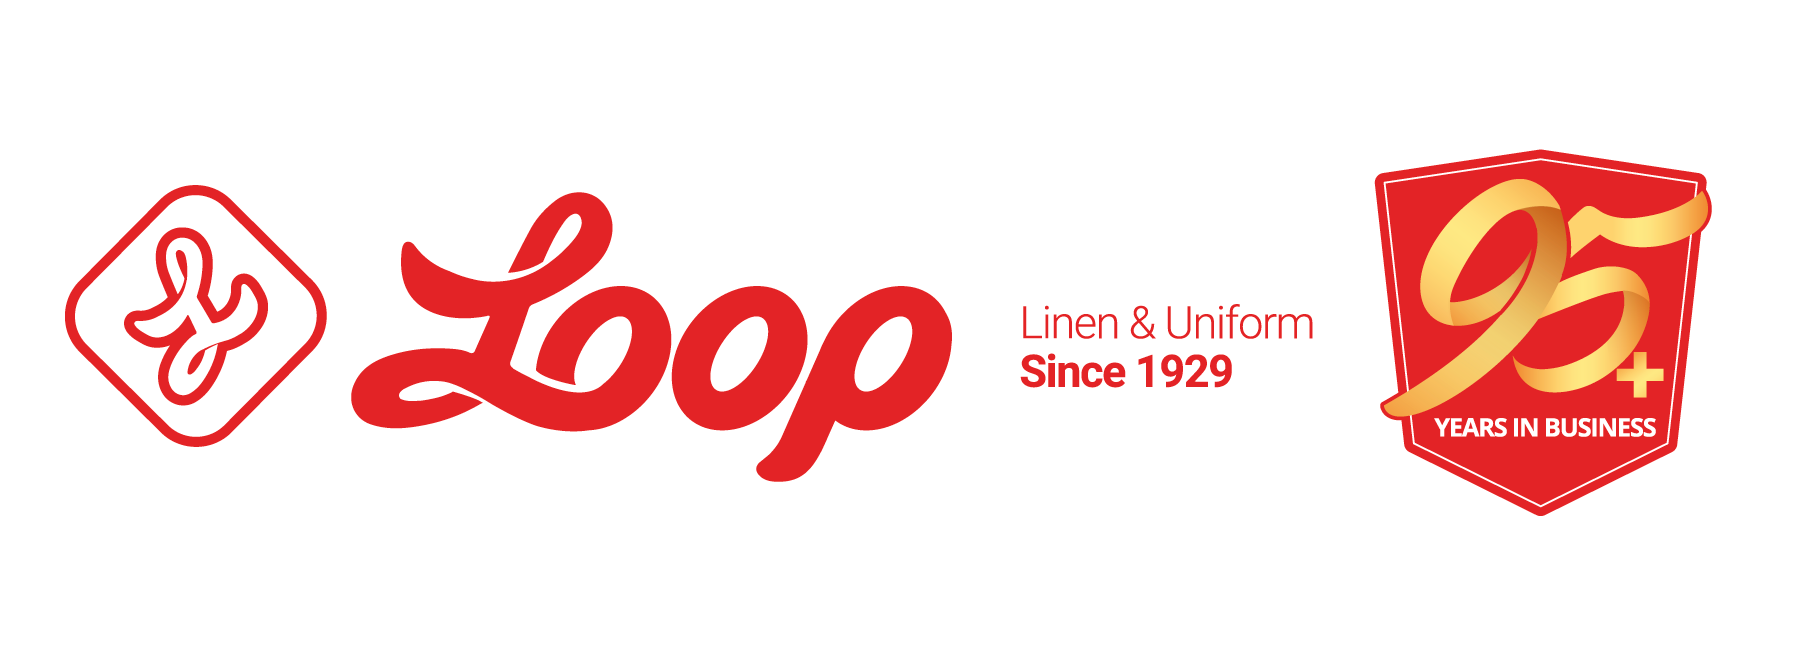 Loop
Linen & Uniform
Since 1929
95+
YEARS IN BUSINESS